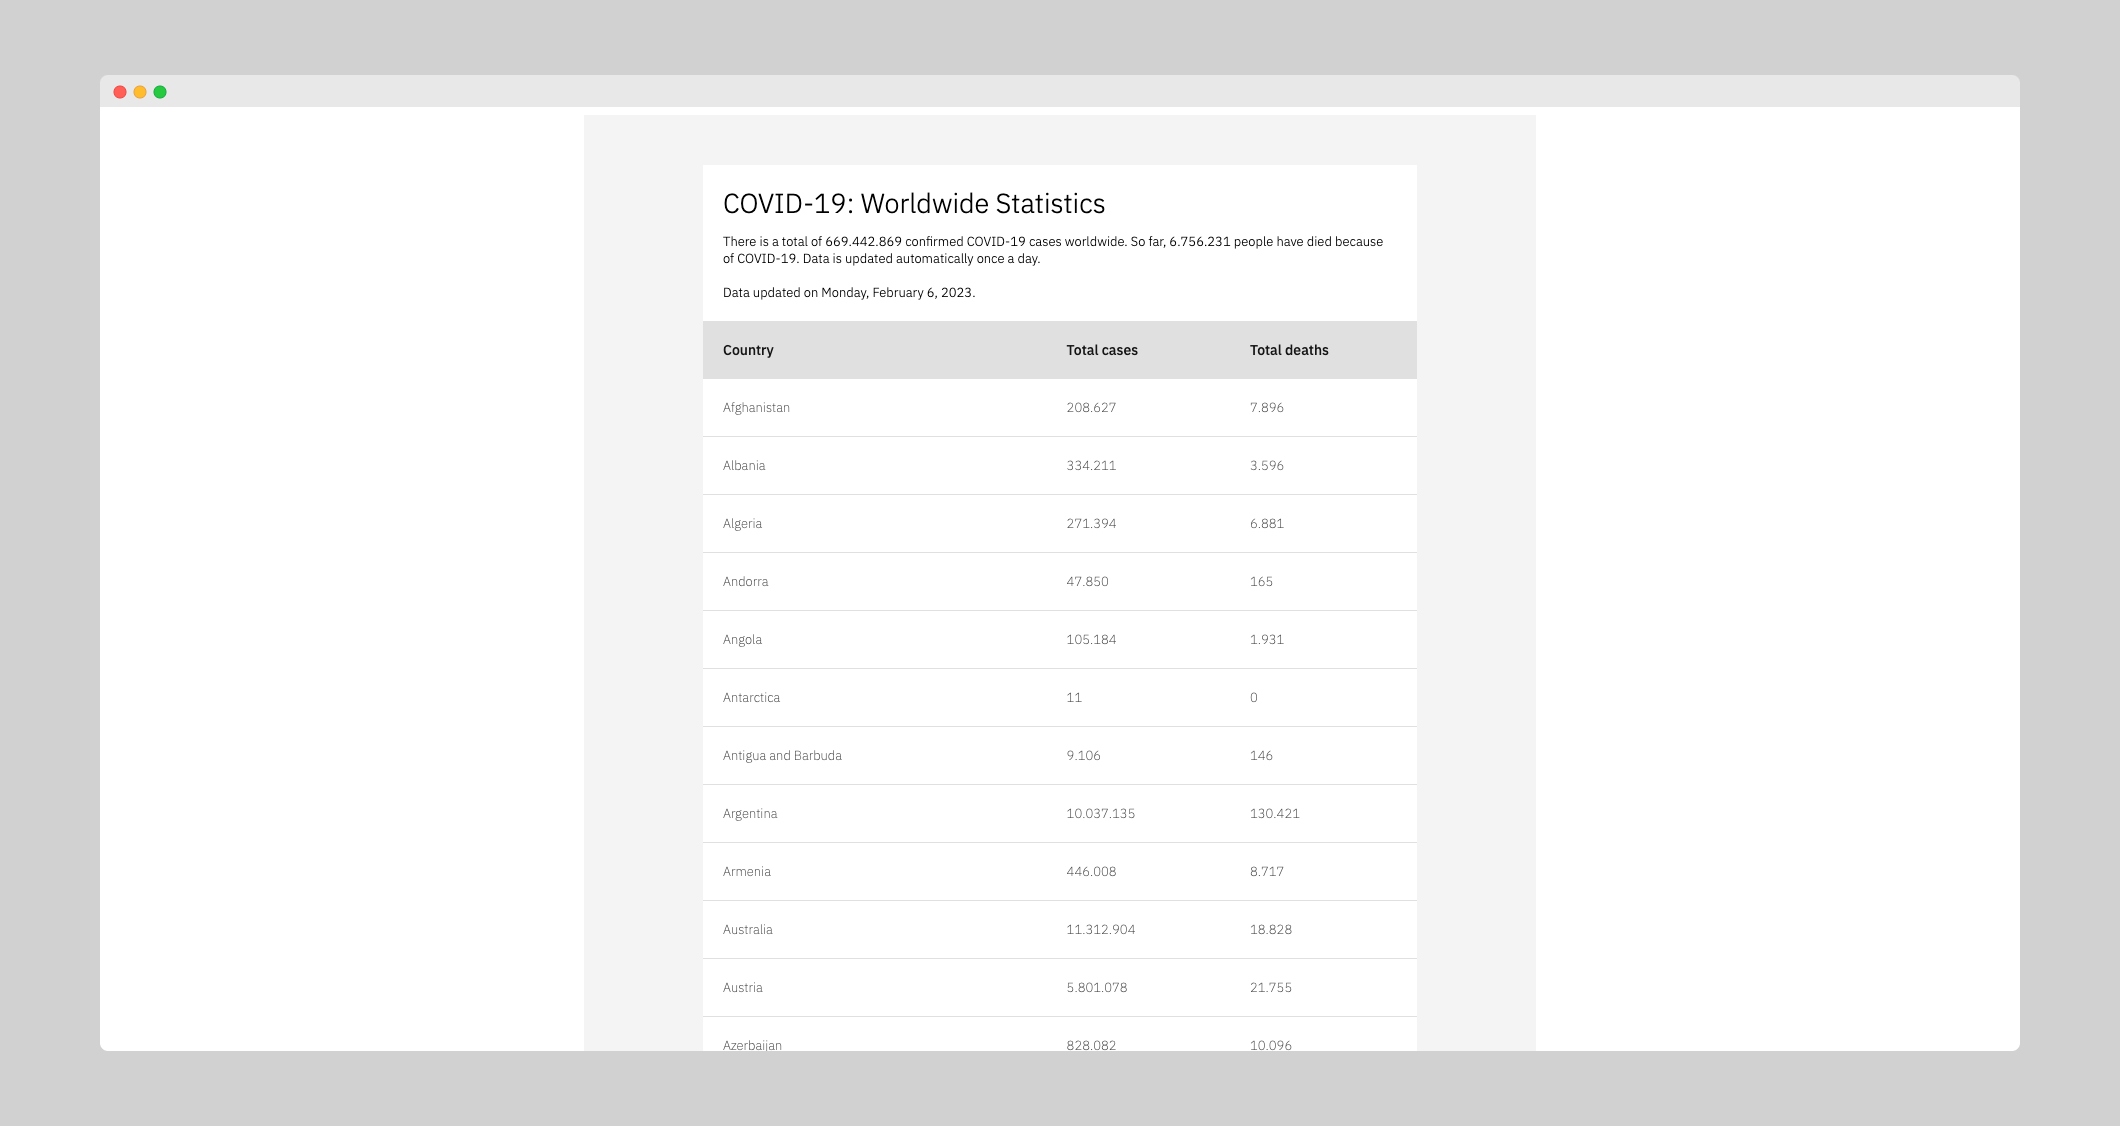 COVID-19: Worldwide Statistics
There is a total of 669.442.869 confirmed COVID-19 cases worldwide. So far, 6.756.231 people have died because
of COVID-19. Data is updated automatically once a day.
Data updated on Monday, February 6, 2023.
Country Total cases Total deaths
Afghanistan 208.627 7.896
Albania 334.211 3.596
Algeria 271.394 6.881
Andorra 47.850 165
Angola 105.184 1.931
Antarctica 11 0
Antigua and Barbuda 9.106 146
Argentina 10.037.135 130.421
Armenia 446.008 8.717
Australia 11.312.904 18.828
Austria 5.801.078 21.755
Azerbaijan 828.082 10.096